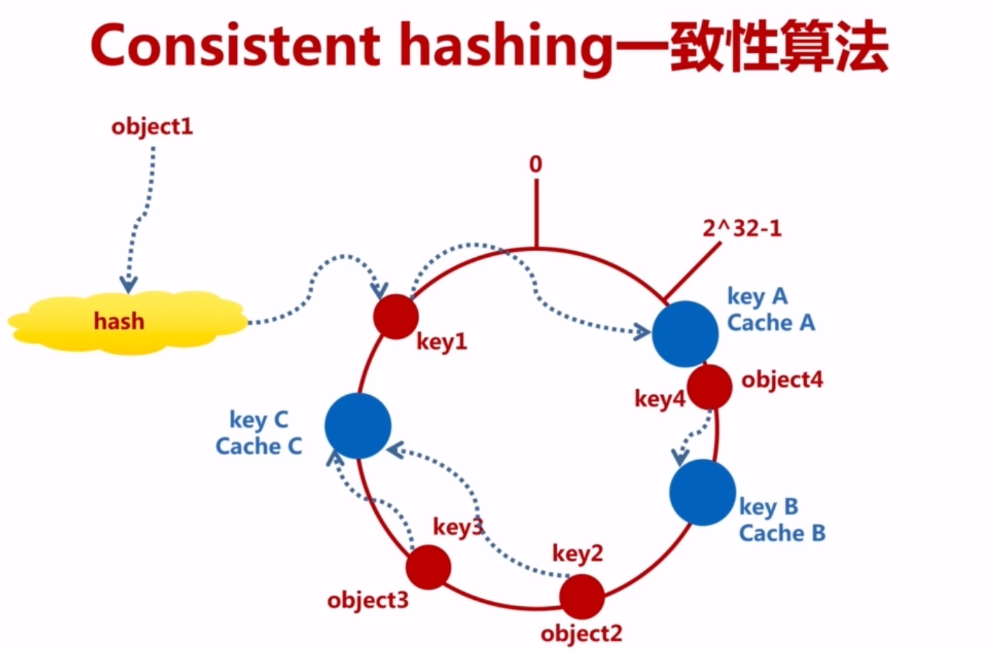 Consistent hashing一致性算法
object1
0
2^32-1
hash
key A
Cache A
key1
object4
key4
key C
Cache C
key B
Cache B
key3
key2
object3
object2